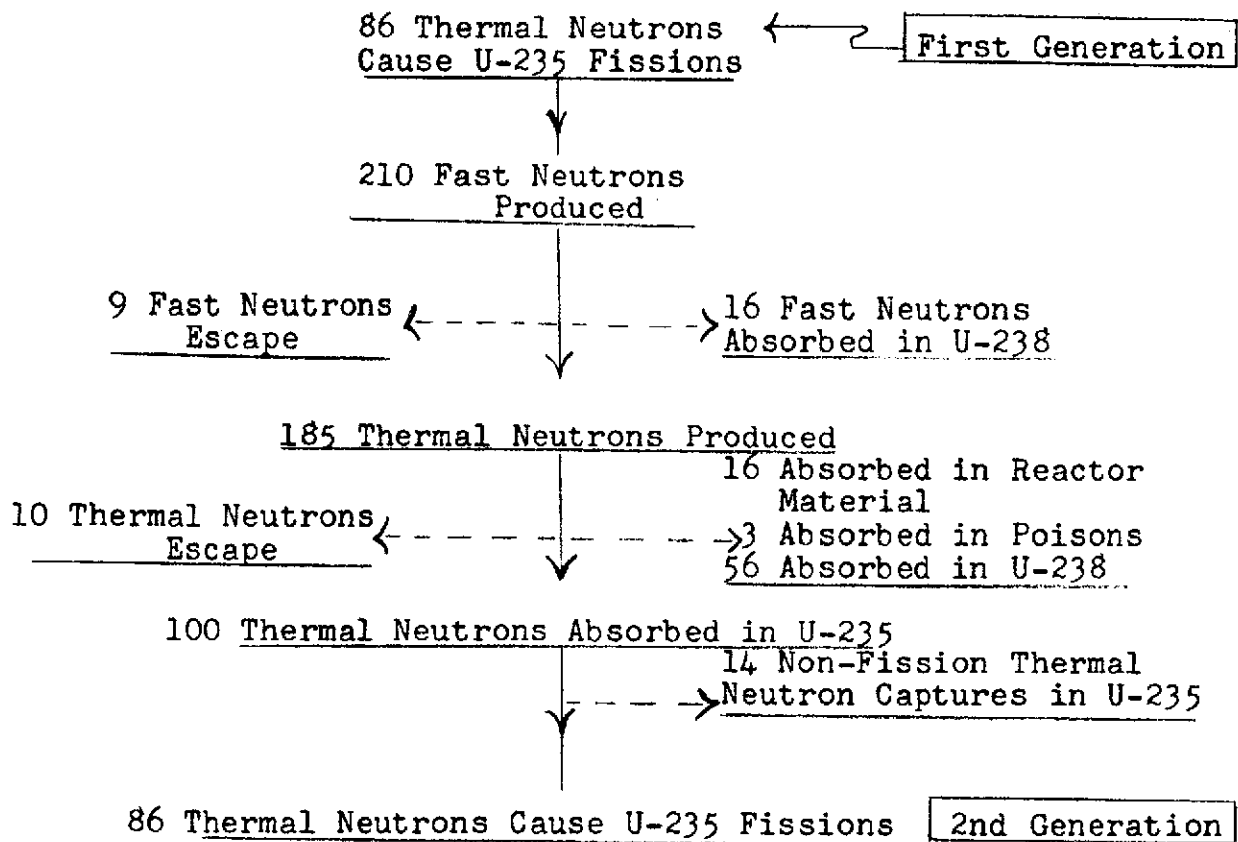 86 Thermal Neutrons
Cause U-235 Fissions
First Generation
210 Fast Neutrons
Produced
9 Fast Neutrons
Escape
16 Fast Neutrons
Absorbed in U-238
185 Thermal Neutrons Produced
16 Absorbed in Reactor
Material
10 Thermal Neutrons
Escape
3 Absorbed in Poisons
56 Absorbed in U-238
100 Thermal Neutrons Absorbed in U-235
14 Non-Fission Thermal
Neutron Captures in U-235
86 Thermal Neutrons Cause U-235 Fissions
2nd Generation